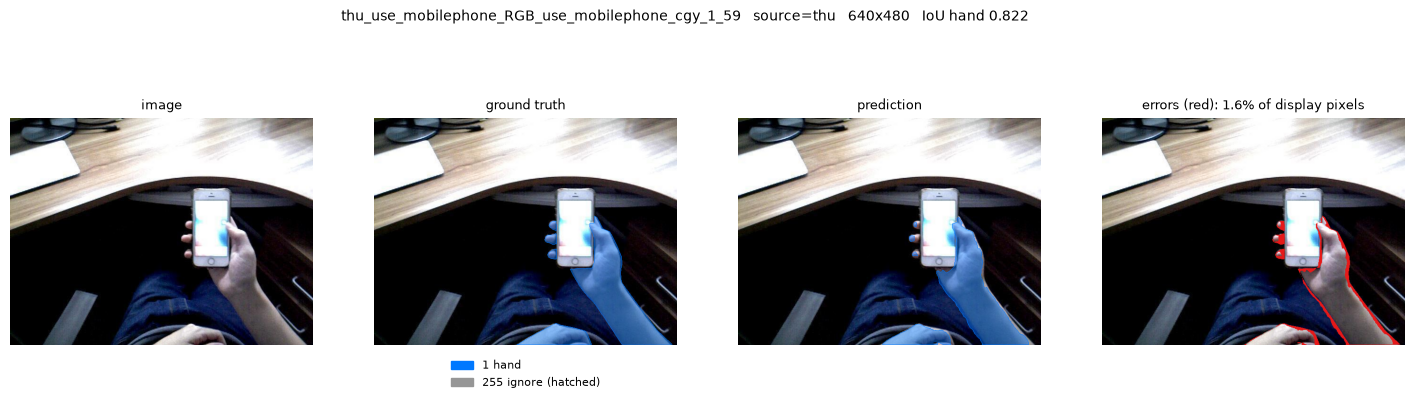 thu_use_mobilephone_RGB_use_mobilephone_cgy_1_59   source=thu   640x480   IoU hand 0.822
image
ground truth
prediction
errors (red): 1.6% of display pixels
1 hand
255 ignore (hatched)